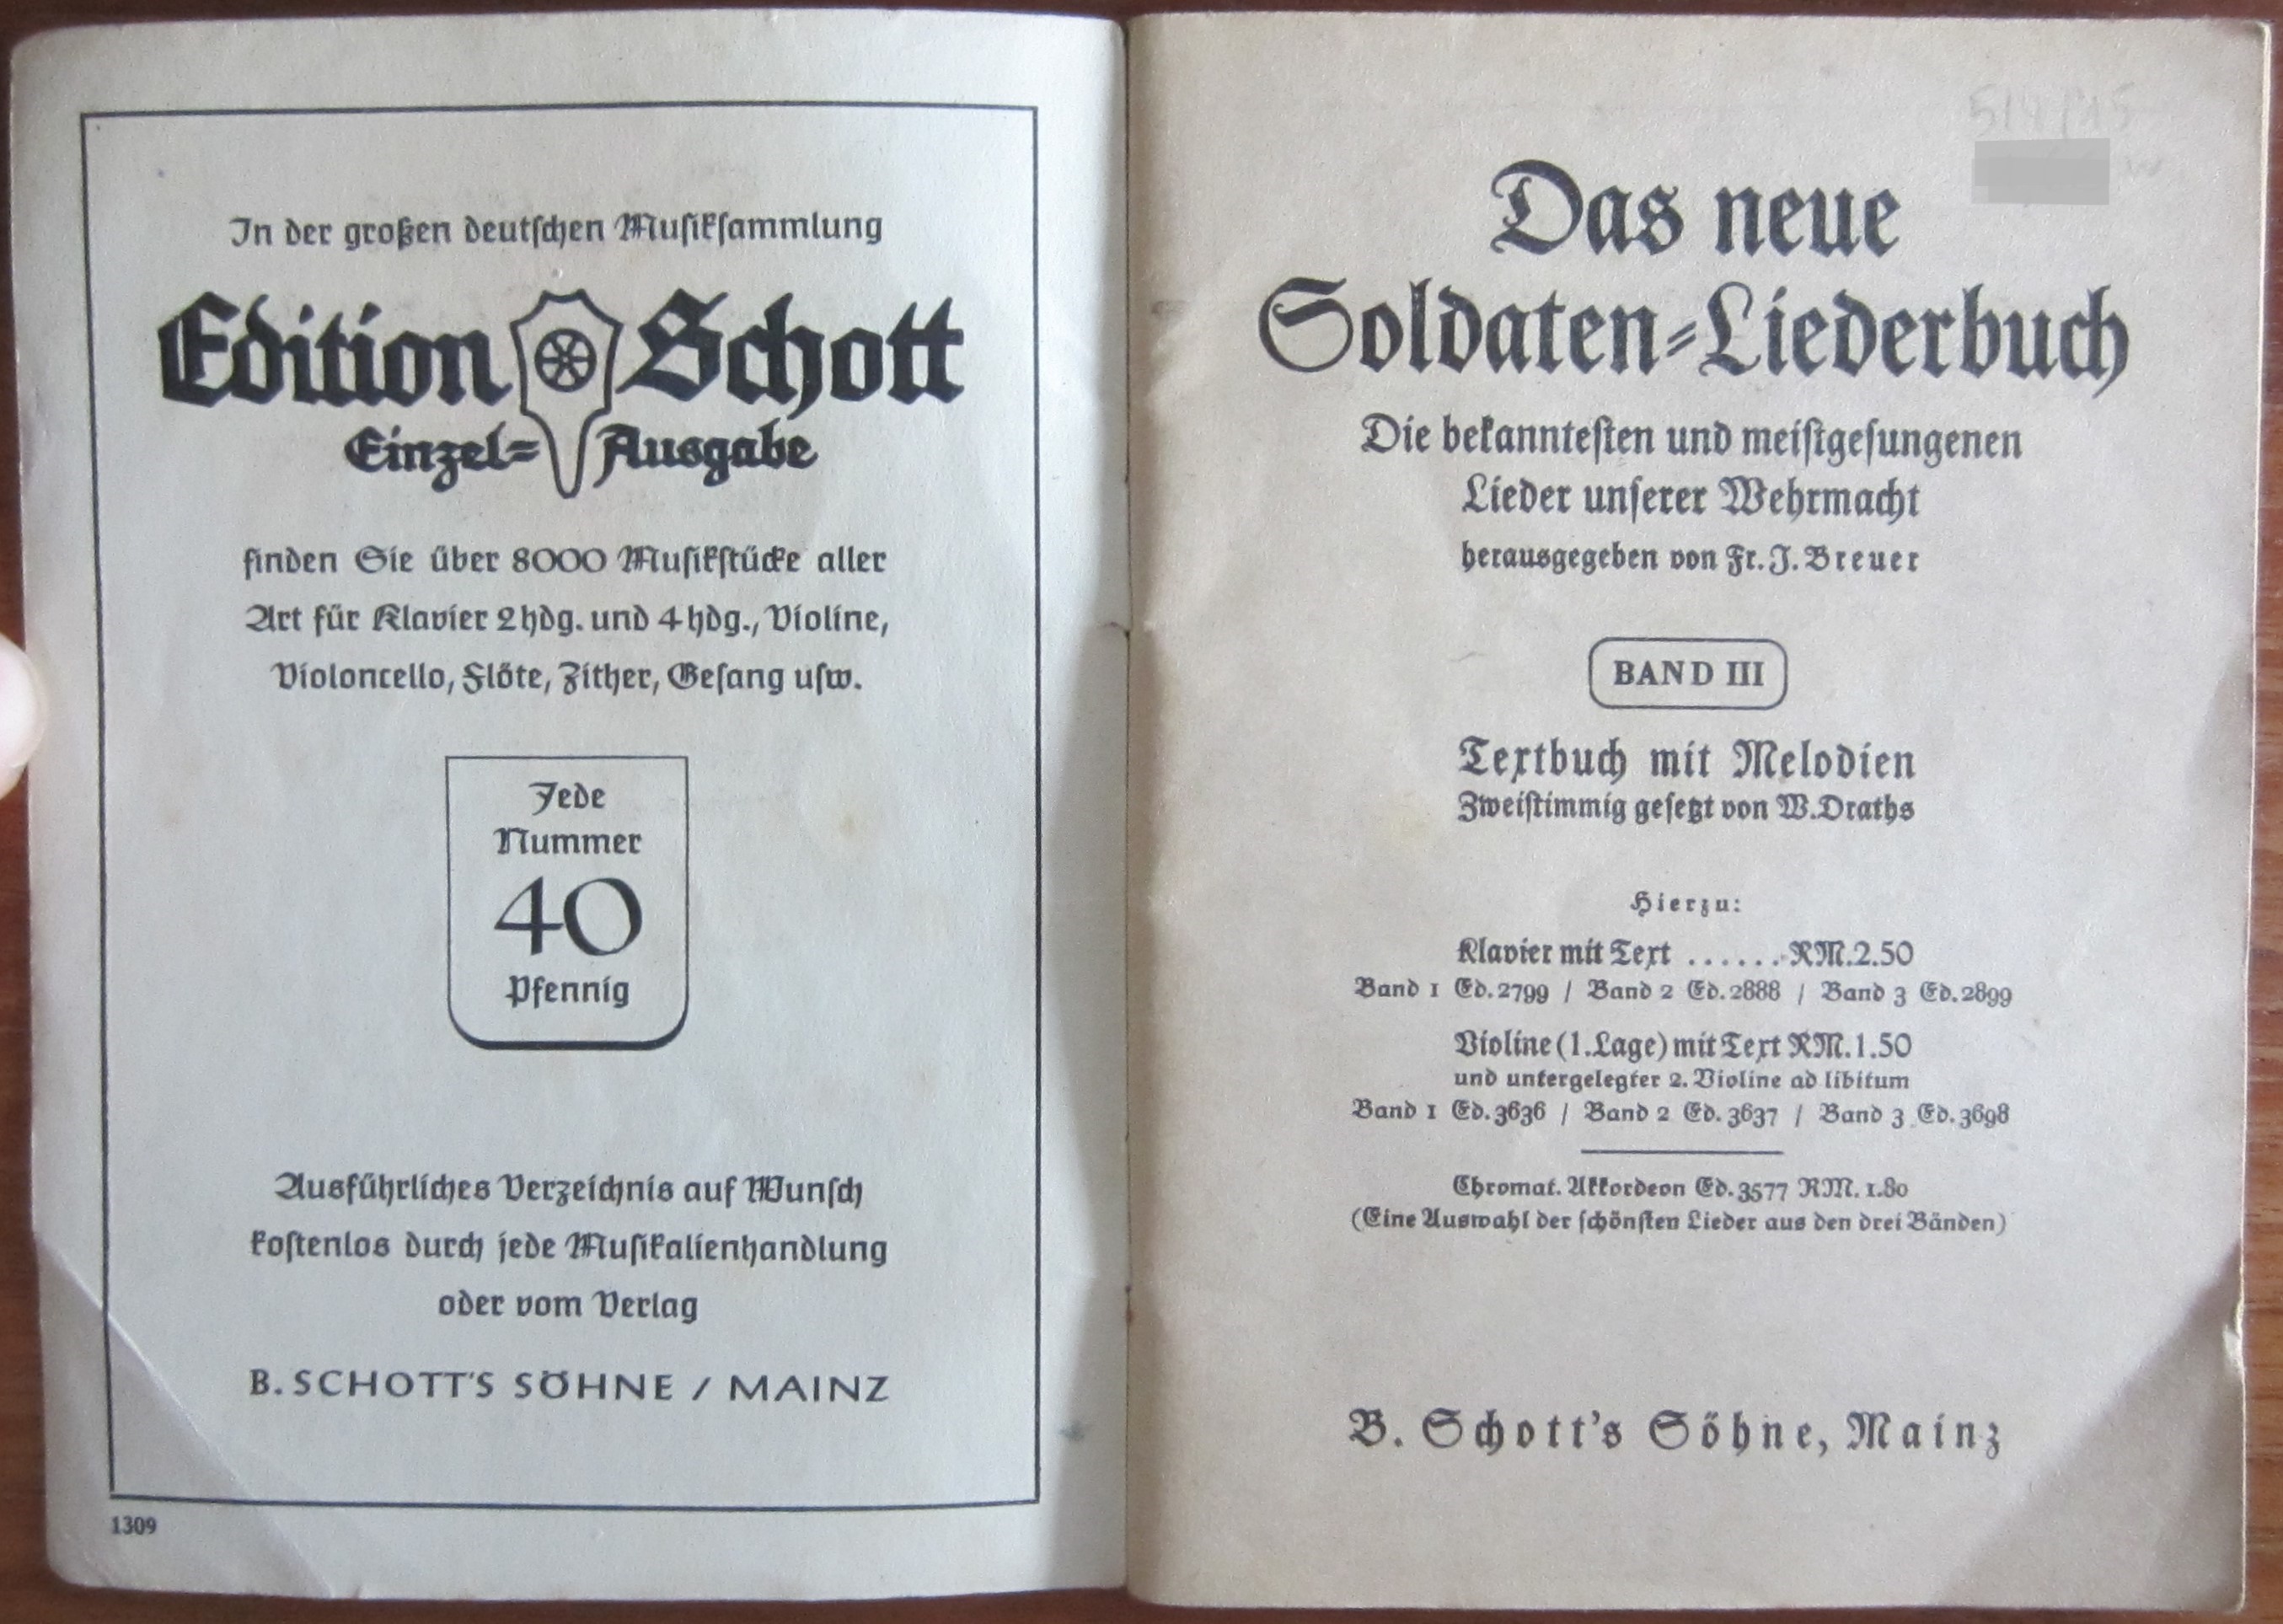 In der großen deutschen Musiksammlung
Edition Schott
Einzel=Ausgabe
finden Sie über 8000 Musikstücke aller
Art für Klavier 2 hdg. und 4 hdg., Violine,
Violoncello, Flöte, Zither, Gesang usw.
Jede
Nummer
40
Pfennig
Ausführliches Verzeichnis auf Wunsch
kostenlos durch jede Musikalienhandlung
oder vom Verlag
B. SCHOTT'S SÖHNE / MAINZ
1309
Das neue
Soldaten=Liederbuch
Die bekanntesten und meistgesungenen
Lieder unserer Wehrmacht
herausgegeben von Fr. J. Breuer
BAND III
Textbuch mit Melodien
Zweistimmig gesetzt von W. Draths
Hierzu:
Klavier mit Text ...... RM. 2.50
Band 1 Ed. 2799 / Band 2 Ed. 2888 / Band 3 Ed. 2899
Violine (1. Lage) mit Text RM. 1.50
und untergelegter 2. Violine ad libitum
Band 1 Ed. 3636 / Band 2 Ed. 3637 / Band 3 Ed. 3698
Chromat. Akkordeon Ed. 3577 RM. 1.80
(Eine Auswahl der schönsten Lieder aus den drei Bänden)
B. Schott's Söhne, Mainz